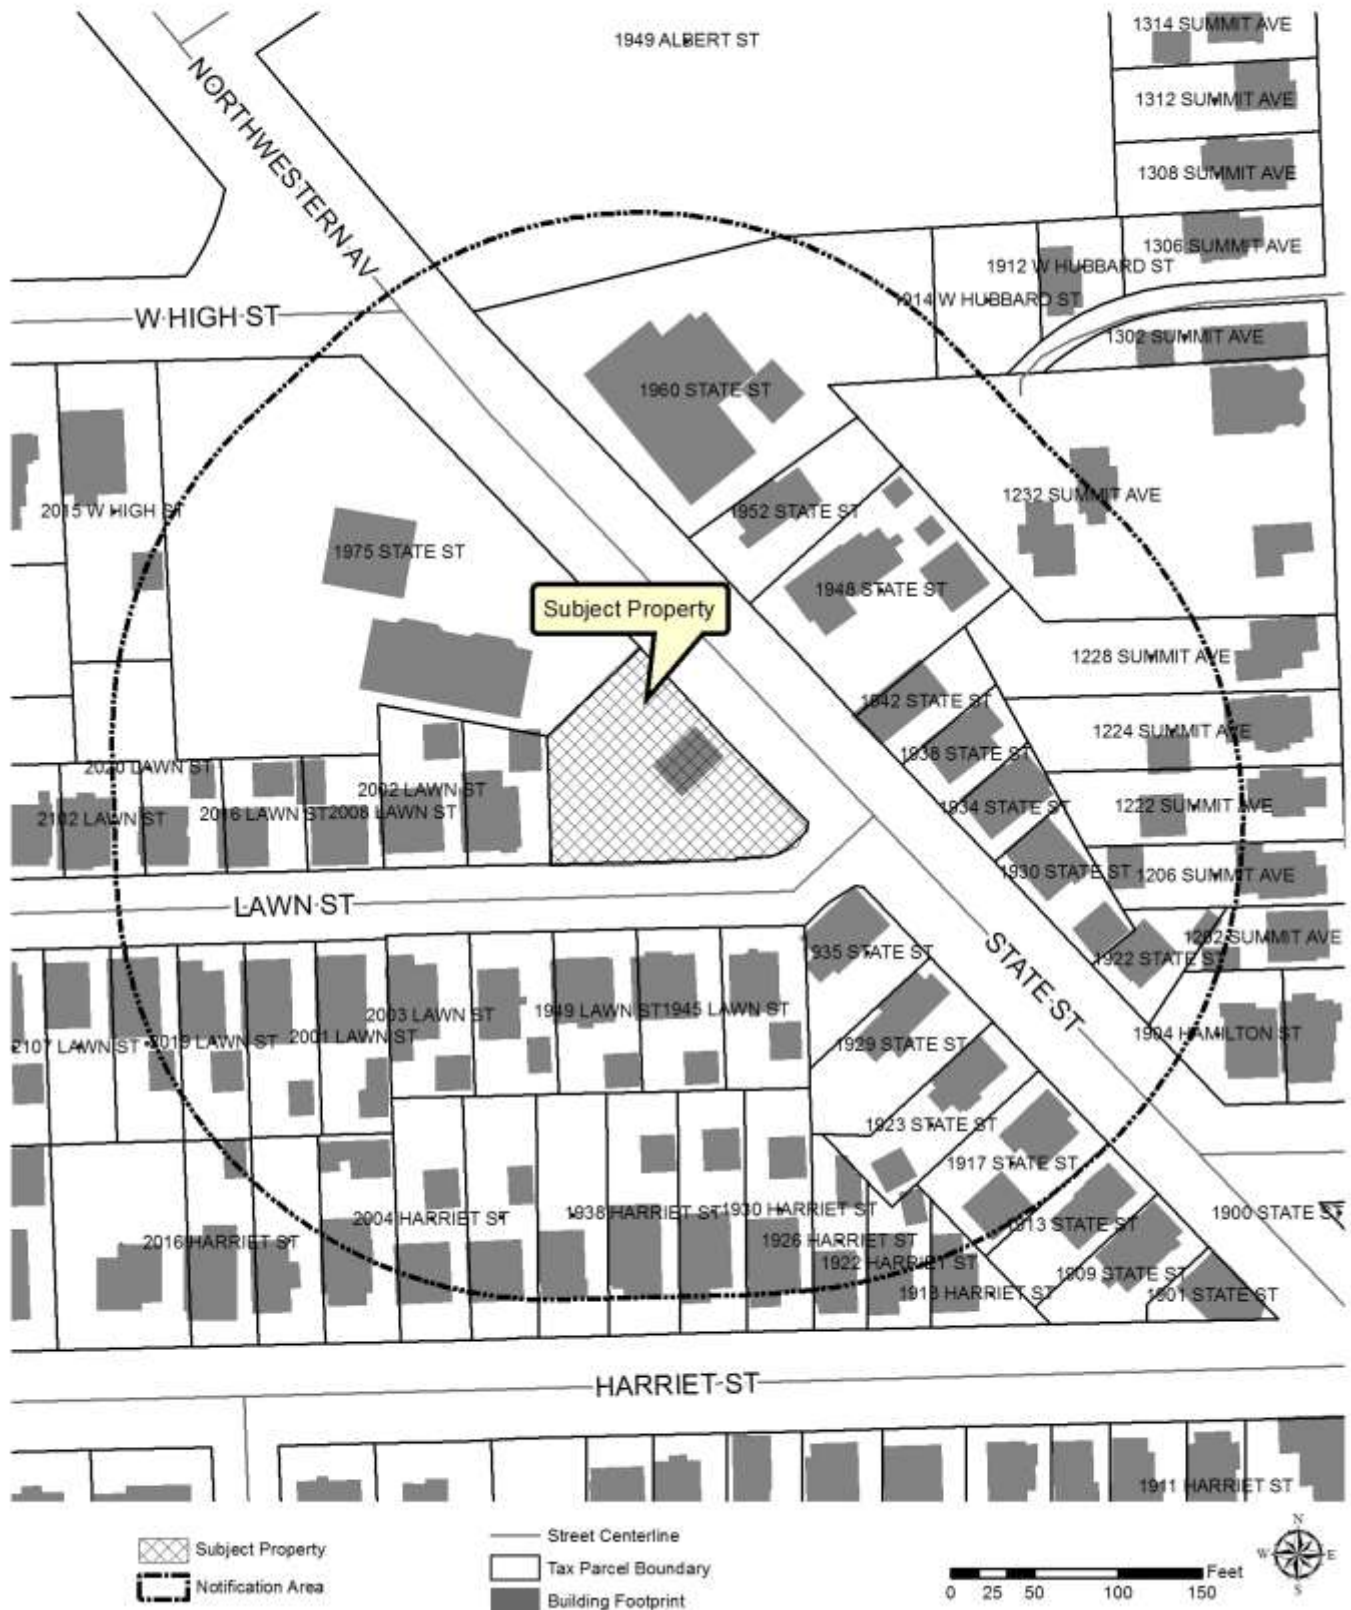 1314 SUMMIT AVE
1949 ALBERT ST
1312 SUMMIT AVE
NORTHWESTERN AV
1308 SUMMIT AVE
1306 SUMMIT AVE
1912 W HUBBARD ST
1914 W HUBBARD ST
W HIGH ST
1302 SUMMIT AVE
1960 STATE ST
1232 SUMMIT AVE
2015 W HIGH ST
1952 STATE ST
1975 STATE ST
1948 STATE ST
Subject Property
1228 SUMMIT AVE
1942 STATE ST
1224 SUMMIT AVE
1938 STATE ST
2020 LAWN ST
2002 LAWN ST
1934 STATE ST
1222 SUMMIT AVE
2102 LAWN ST
2016 LAWN ST
2008 LAWN ST
1930 STATE ST
1206 SUMMIT AVE
LAWN ST
1202 SUMMIT AVE
935 STATE ST
1922 STATE ST
STATE ST
2003 LAWN ST
1949 LAWN ST
1945 LAWN ST
2107 LAWN ST
2019 LAWN ST
2001 LAWN ST
1929 STATE ST
1904 HAMILTON ST
1923 STATE ST
1917 STATE ST
2004 HARRIET ST
1938 HARRIET ST
1930 HARRIET ST
1913 STATE ST
1900 STATE ST
2016 HARRIET ST
1926 HARRIET ST
1922 HARRIET ST
1909 STATE ST
1913 HARRIET ST
1901 STATE ST
HARRIET ST
1911 HARRIET ST
Subject Property
Notification Area
Street Centerline
Tax Parcel Boundary
Building Footprint
Feet
0 25 50 100 150
N
W E
S